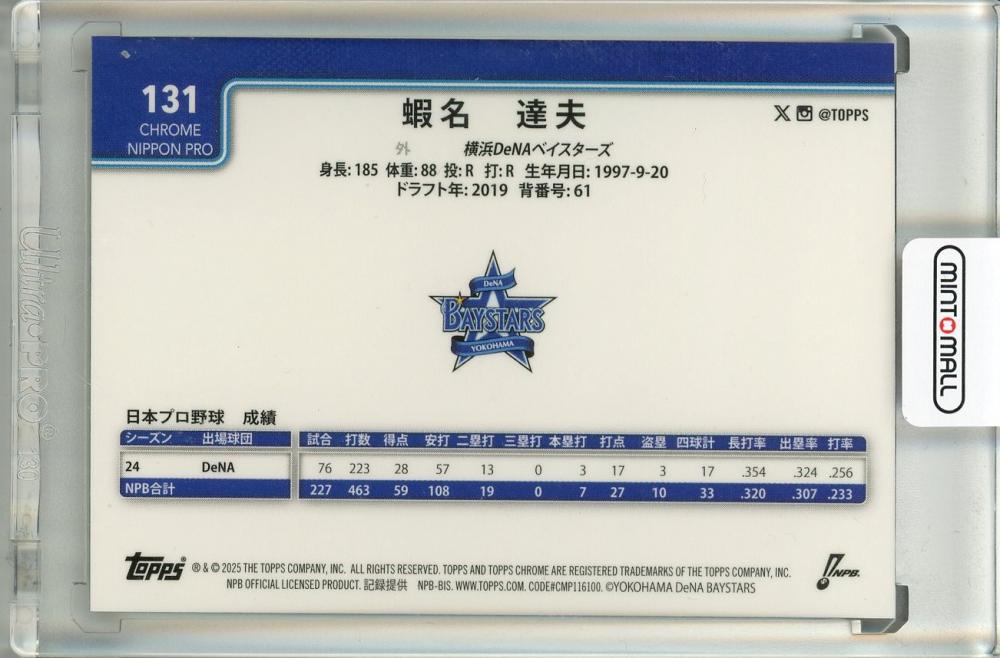 131
CHROME
NIPPON PRO
蝦名 達夫
X @TOPPS
外 横浜DeNAベイスターズ
身長: 185 体重: 88 投: R 打: R 生年月日: 1997-9-20
ドラフト年: 2019 背番号: 61
DeNA
BAYSTARS
YOKOHAMA
MINT MALL
Ultra·PRO®
130
日本プロ野球 成績
シーズン 出場球団 試合 打数 得点 安打 二塁打 三塁打 本塁打 打点 盗塁 四球計 長打率 出塁率 打率
24 DeNA 76 223 28 57 13 0 3 17 3 17 .354 .324 .256
NPB合計 227 463 59 108 19 0 7 27 10 33 .320 .307 .233
Topps® ® & © 2025 THE TOPPS COMPANY, INC. ALL RIGHTS RESERVED. TOPPS AND TOPPS CHROME ARE REGISTERED TRADEMARKS OF THE TOPPS COMPANY, INC.
NPB OFFICIAL LICENSED PRODUCT. 記録提供 NPB-BIS. WWW.TOPPS.COM. CODE#CMP116100. ©YOKOHAMA DeNA BAYSTARS
NPB.